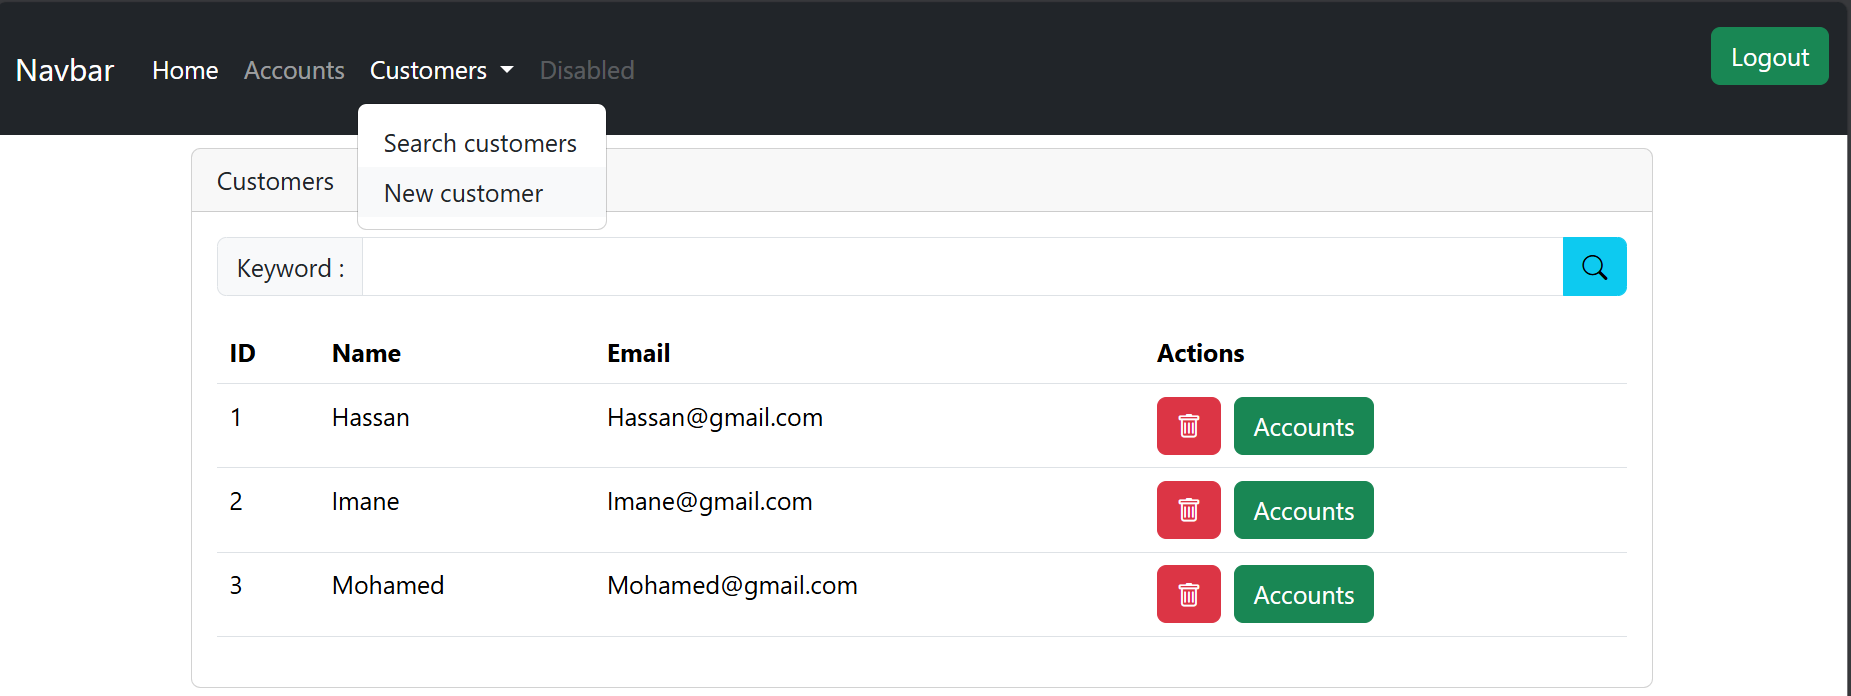 Navbar Home Accounts Customers Disabled Logout
Search customers
New customer
Customers
Keyword :
ID Name Email Actions
1 Hassan Hassan@gmail.com Accounts
2 Imane Imane@gmail.com Accounts
3 Mohamed Mohamed@gmail.com Accounts